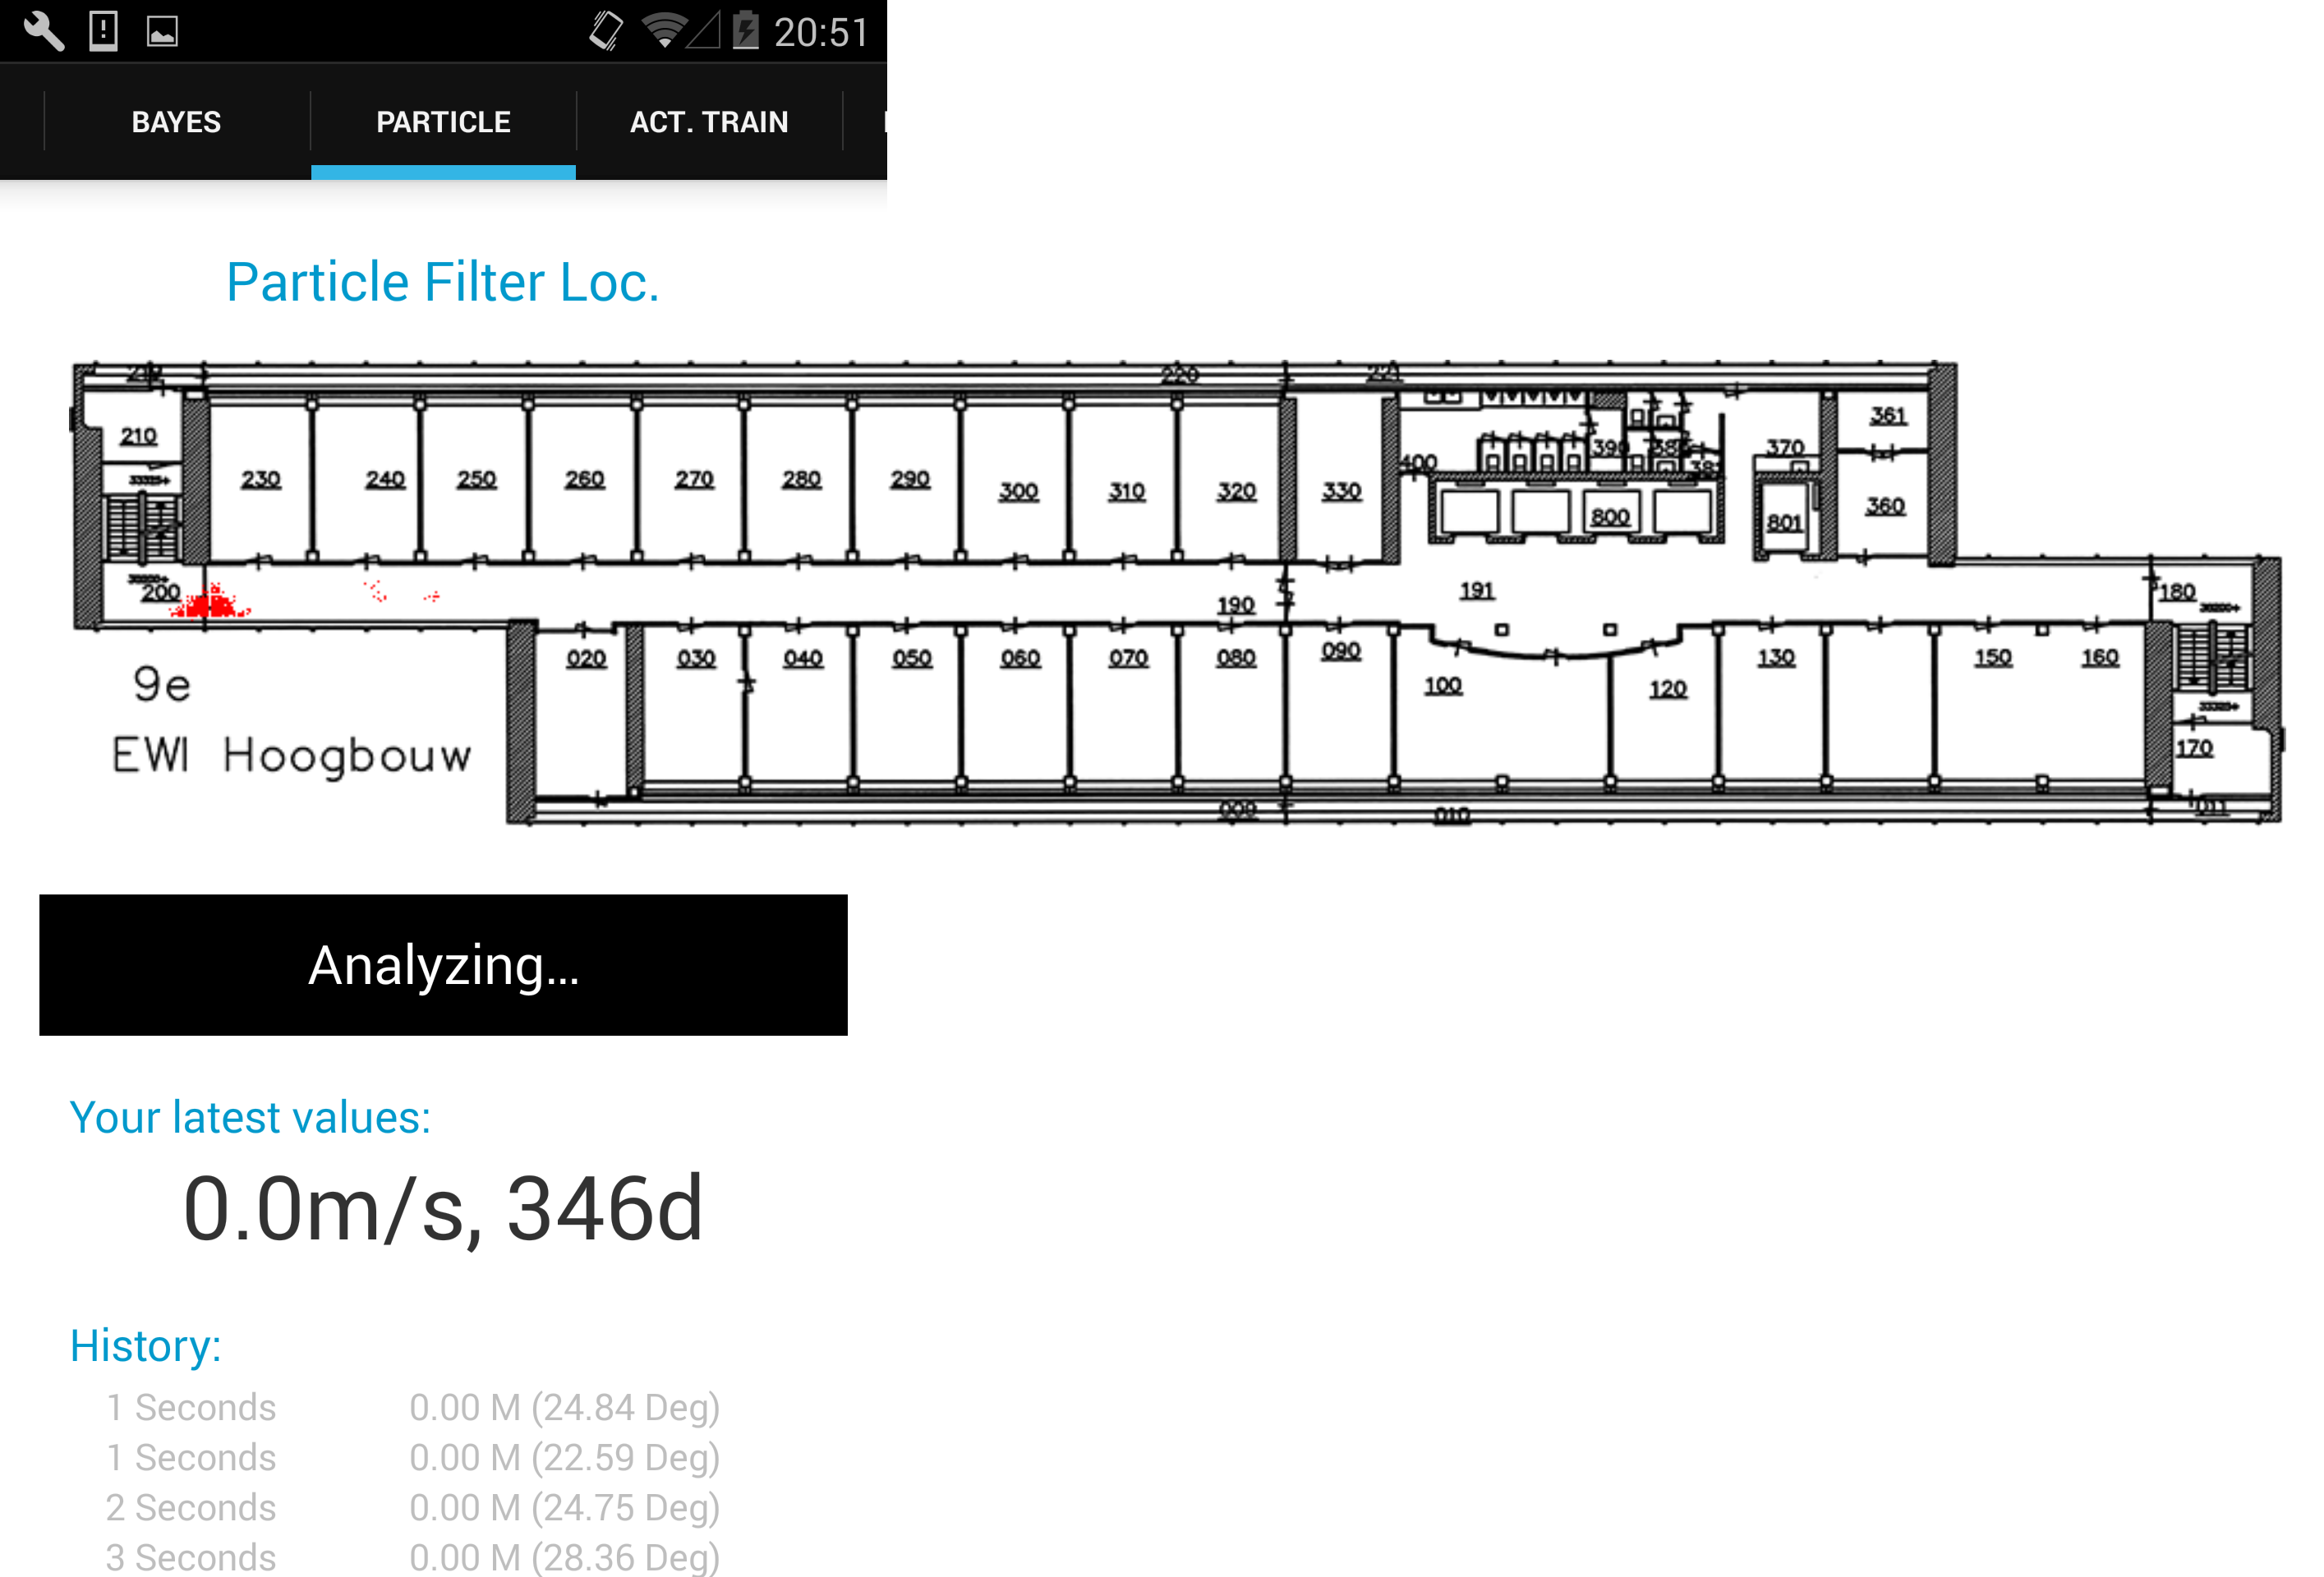 20:51
BAYES PARTICLE ACT. TRAIN
Particle Filter Loc.
220 221
361
210 390 370
230 240 250 260 270 280 290 300 310 320 330 400 360
800 801
200 190 191 180
020 030 040 050 060 070 080 090 100 120 130 150 160
170
9e
EWI Hoogbouw
009 010 011
Analyzing...
Your latest values:
0.0m/s, 346d
History:
1 Seconds 0.00 M (24.84 Deg)
1 Seconds 0.00 M (22.59 Deg)
2 Seconds 0.00 M (24.75 Deg)
3 Seconds 0.00 M (28.36 Deg)